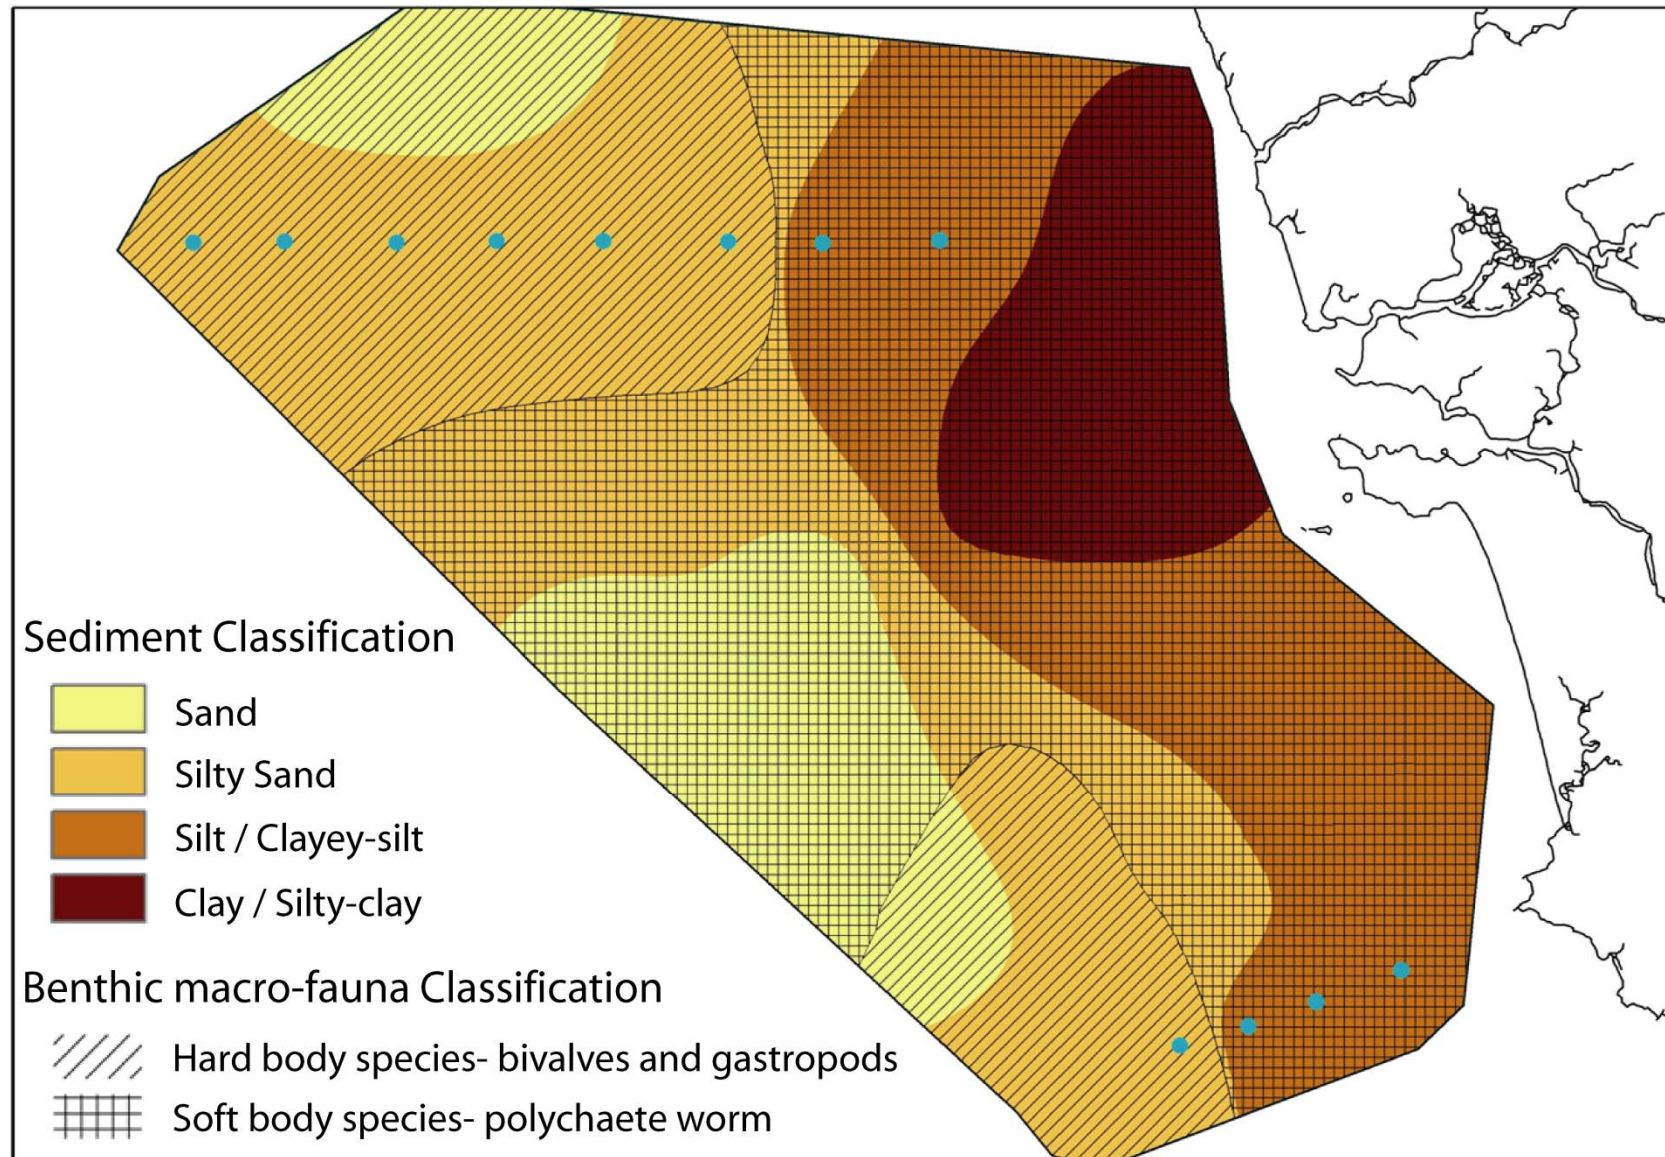 Sediment Classification
Sand
Silty Sand
Silt / Clayey-silt
Clay / Silty-clay
Benthic macro-fauna Classification
Hard body species- bivalves and gastropods
Soft body species- polychaete worm